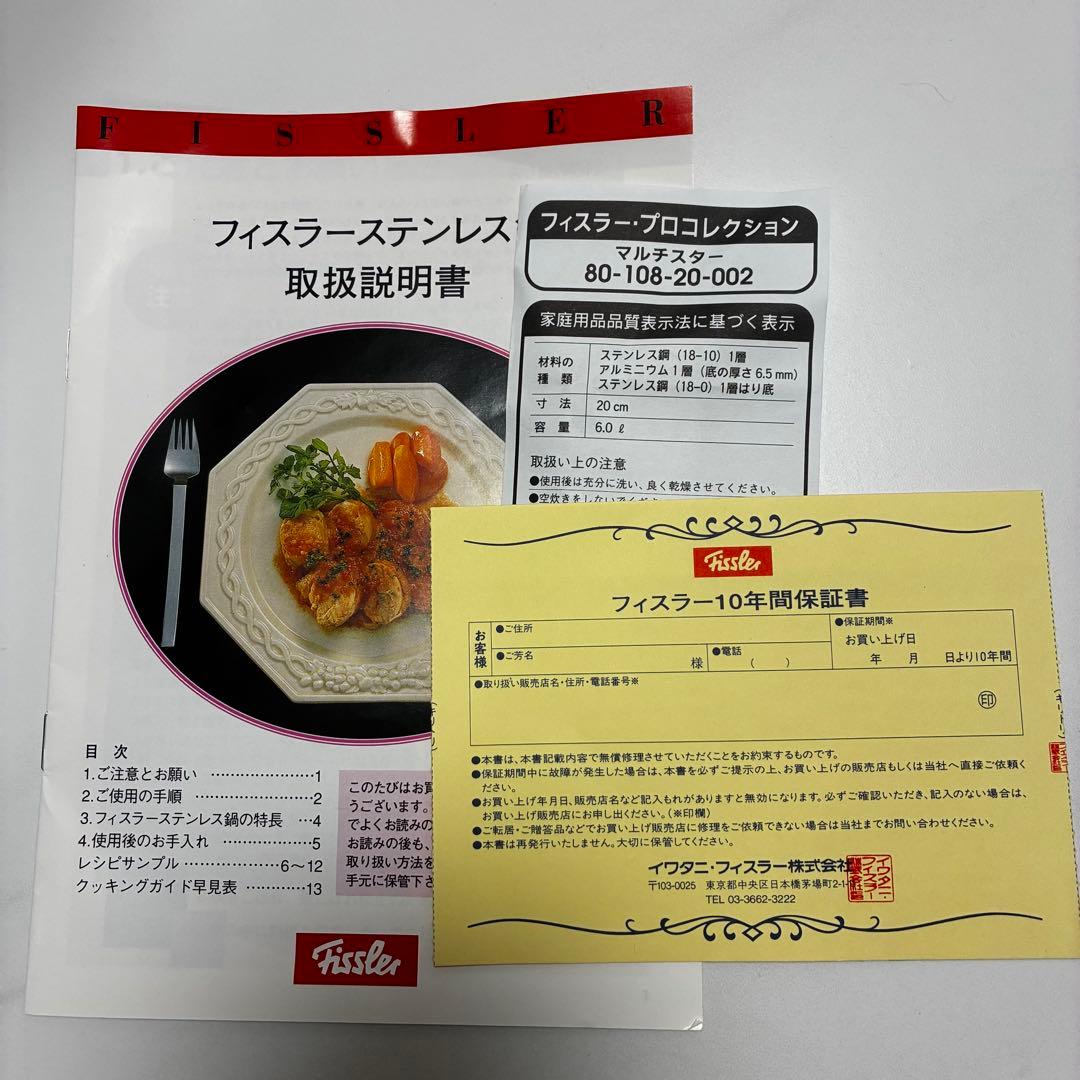 FISSLER
フィスラーステンレス
取扱説明書
目 次
1.ご注意とお願い …………………1
2.ご使用の手順 …………………2
3.フィスラーステンレス鍋の特長 …4
4.使用後のお手入れ ………………5
レシピサンプル ………………6～12
クッキングガイド早見表 …………13
このたびはお買
うございます。
でよくお読みの
お読みの後も、
取り扱い方法を
手元に保管下さ
Fissler
フィスラー・プロコレクション
マルチスター
80-108-20-002
家庭用品品質表示法に基づく表示
材料の種類
ステンレス鋼（18-10）1層
アルミニウム1層（底の厚さ6.5mm）
ステンレス鋼（18-0）1層はり底
寸 法 20cm
容 量 6.0ℓ
取扱い上の注意
●使用後は充分に洗い、良く乾燥させてください。
●空炊きをしないでくだ
Fissler
フィスラー10年間保証書
お客様
●ご住所
●ご芳名 様
●電話 （ ）
●保証期間※
お買い上げ日
年 月 日より10年間
●取り扱い販売店名・住所・電話番号※
印
●本書は、本書記載内容で無償修理させていただくことをお約束するものです。
●保証期間中に故障が発生した場合は、本書を必ずご提示の上、お買い上げの販売店もしくは当社へ直接ご依頼く
ださい。
●お買い上げ年月日、販売店名など記入もれがありますと無効になります。必ずご確認いただき、記入のない場合は、
お買い上げ販売店にお申し出ください。（※印欄）
●ご転居・ご贈答品などでお買い上げ販売店に修理をご依頼できない場合は当社までお問い合わせください。
●本書は再発行いたしません。大切に保管してください。
イワタニ・フィスラー株式会社
〒103-0025 東京都中央区日本橋茅場町2-1
TEL 03-3662-3222
イワタニ・
フィスラー